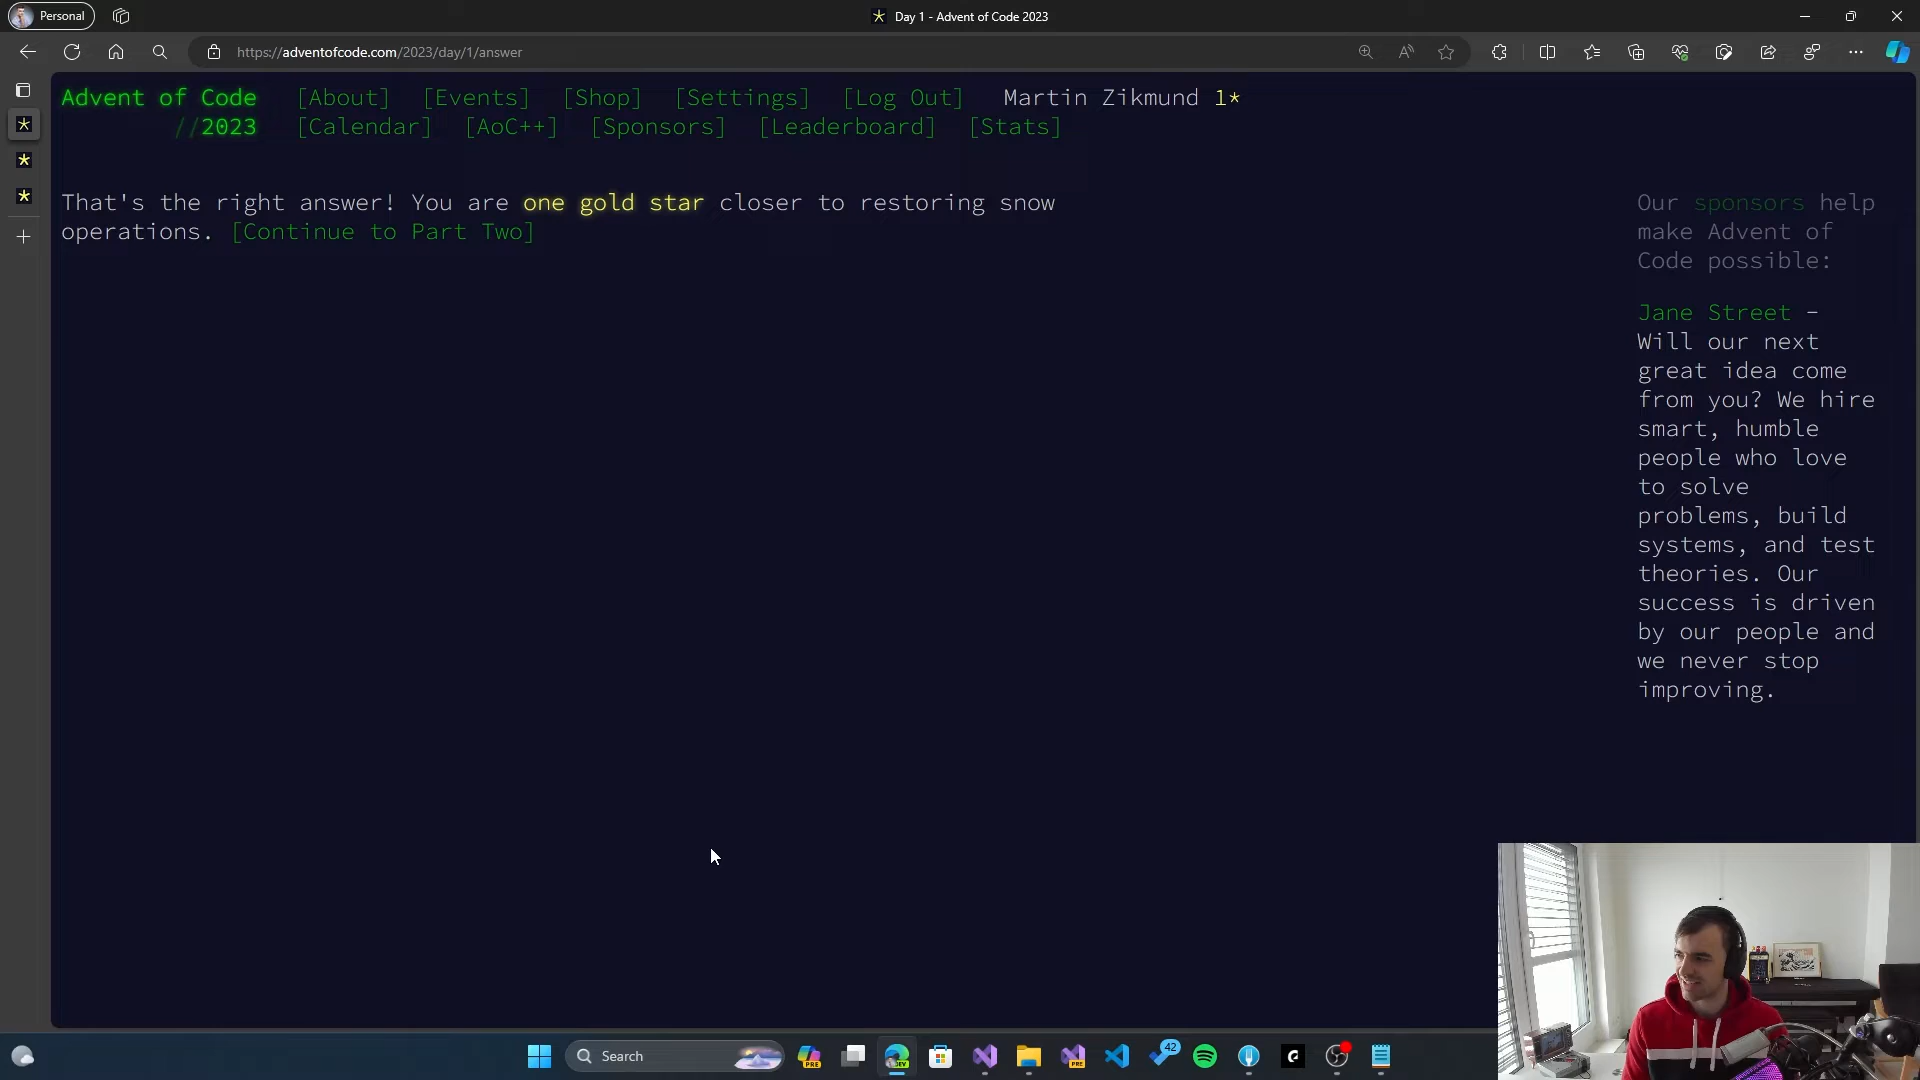 Personal
Day 1 - Advent of Code 2023
https://adventofcode.com/2023/day/1/answer
Advent of Code [About] [Events] [Shop] [Settings] [Log Out] Martin Zikmund 1*
//2023 [Calendar] [AoC++] [Sponsors] [Leaderboard] [Stats]
That's the right answer! You are one gold star closer to restoring snow
operations. [Continue to Part Two]
Our sponsors help
make Advent of
Code possible:
Jane Street -
Will our next
great idea come
from you? We hire
smart, humble
people who love
to solve
problems, build
systems, and test
theories. Our
success is driven
by our people and
we never stop
improving.
Search
PRE
DEV
PRE
42